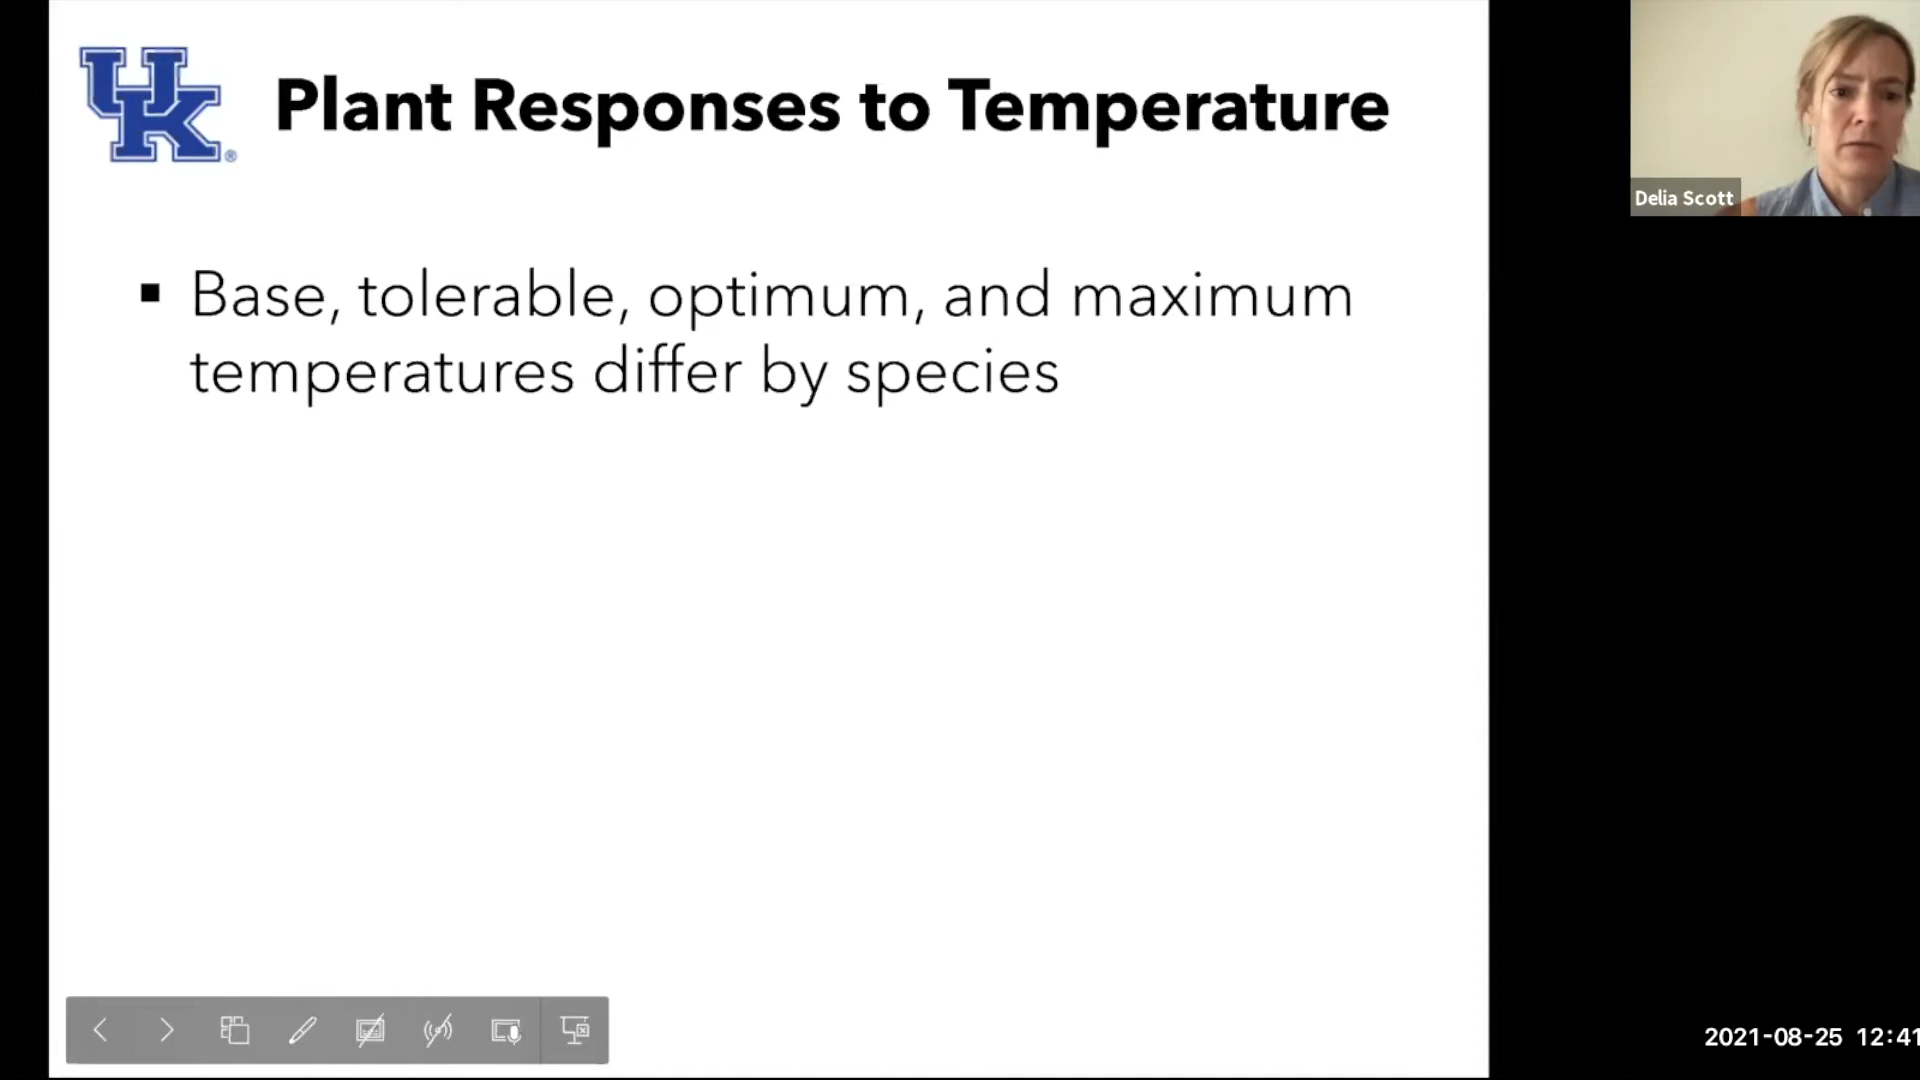 UK®
Plant Responses to Temperature
Delia Scott
▪ Base, tolerable, optimum, and maximum
temperatures differ by species
2021-08-25 12:41